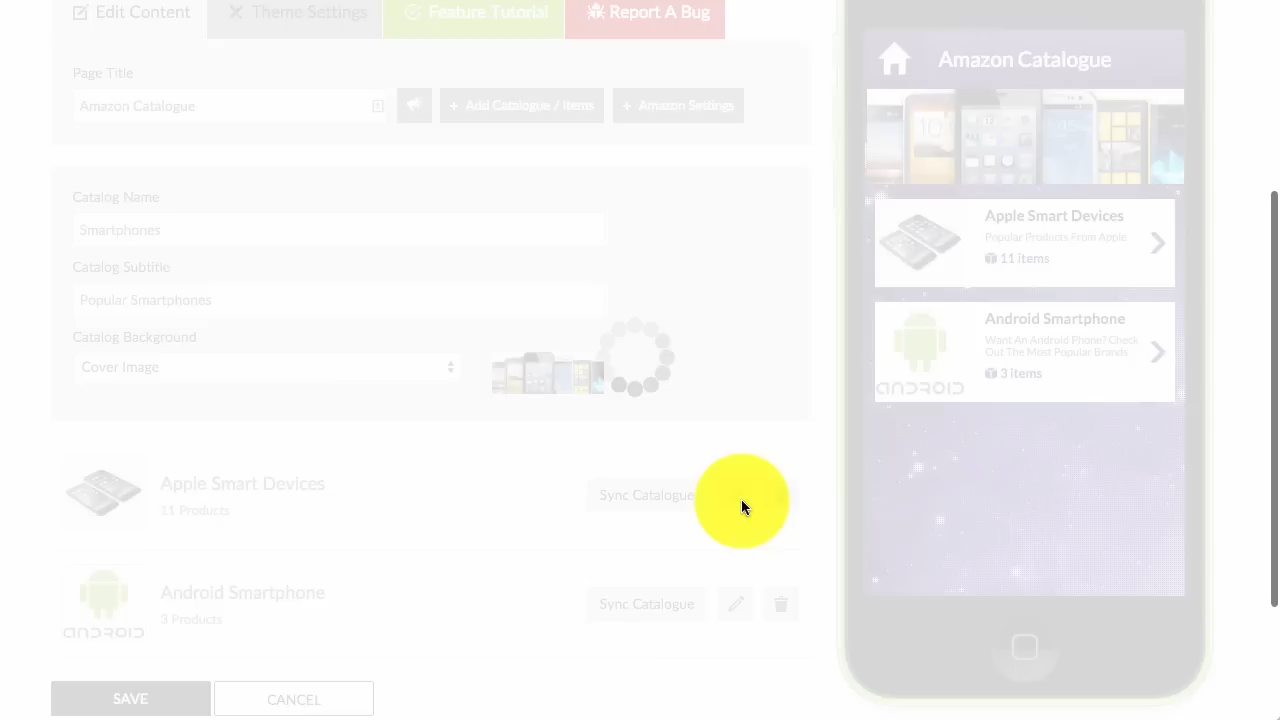 Edit Content
Theme Settings
Feature Tutorial
Report A Bug
Page Title
Amazon Catalogue
+ Add Catalogue / Items
+ Amazon Settings
Catalog Name
Smartphones
Catalog Subtitle
Popular Smartphones
Catalog Background
Cover Image
Apple Smart Devices
11 Products
Sync Catalogue
Android Smartphone
3 Products
Sync Catalogue
ANDROID
SAVE
CANCEL
Amazon Catalogue
10
Apple Smart Devices
Popular Products From Apple
11 items
Android Smartphone
Want An Android Phone? Check
Out The Most Popular Brands
3 items
ANDROID